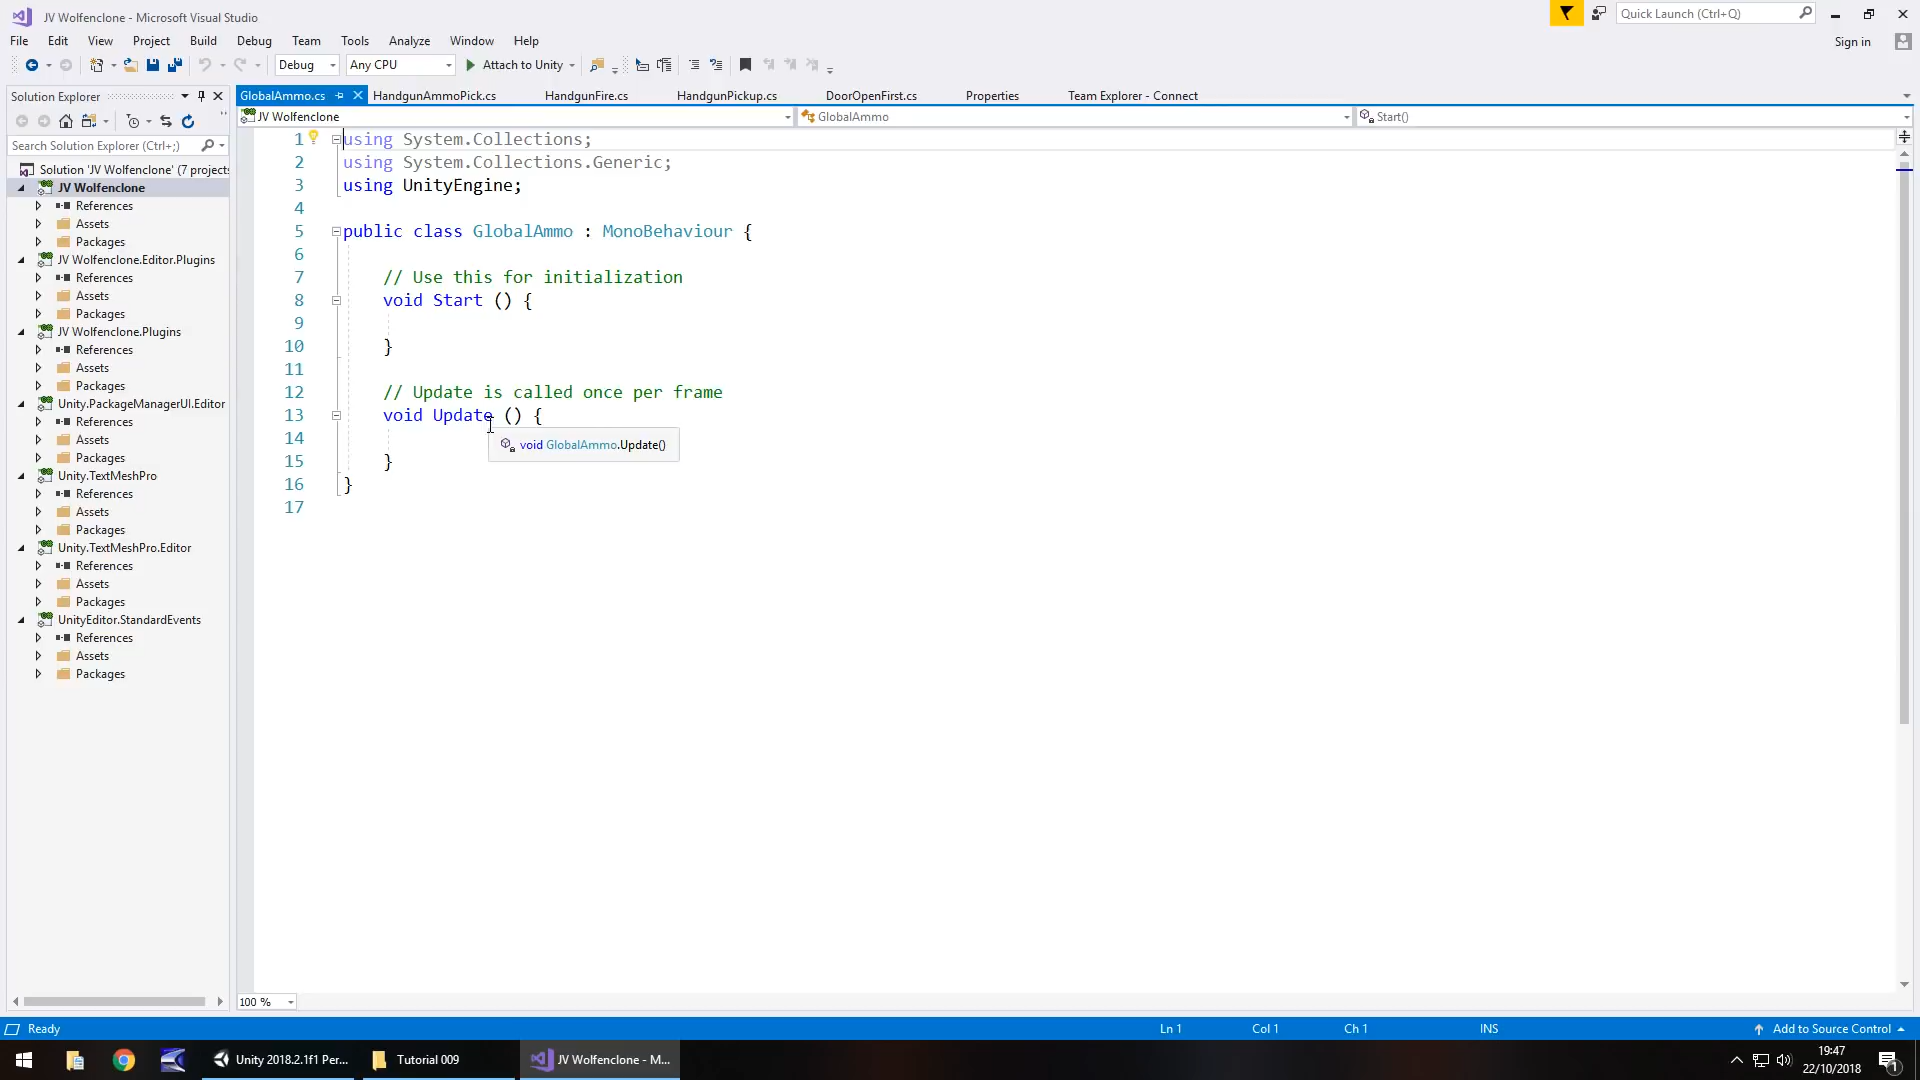 JV Wolfenclone - Microsoft Visual Studio
Quick Launch (Ctrl+Q)
File Edit View Project Build Debug Team Tools Analyze Window Help
Sign in
Debug Any CPU Attach to Unity
Solution Explorer
GlobalAmmo.cs HandgunAmmoPick.cs HandgunFire.cs HandgunPickup.cs DoorOpenFirst.cs Properties Team Explorer - Connect
JV Wolfenclone GlobalAmmo Start()
Search Solution Explorer (Ctrl+;)
Solution 'JV Wolfenclone' (7 projects
JV Wolfenclone
References
Assets
Packages
JV Wolfenclone.Editor.Plugins
References
Assets
Packages
JV Wolfenclone.Plugins
References
Assets
Packages
Unity.PackageManagerUI.Editor
References
Assets
Packages
Unity.TextMeshPro
References
Assets
Packages
Unity.TextMeshPro.Editor
References
Assets
Packages
UnityEditor.StandardEvents
References
Assets
Packages
1 using System.Collections;
2 using System.Collections.Generic;
3 using UnityEngine;
4
5 public class GlobalAmmo : MonoBehaviour {
6
7 // Use this for initialization
8 void Start () {
9
10 }
11
12 // Update is called once per frame
13 void Update () {
14
void GlobalAmmo.Update()
15 }
16 }
17
100 %
Ready
Ln 1 Col 1 Ch 1 INS
Add to Source Control
Unity 2018.2.1f1 Per... Tutorial 009 JV Wolfenclone - M...
19:47
22/10/2018
1